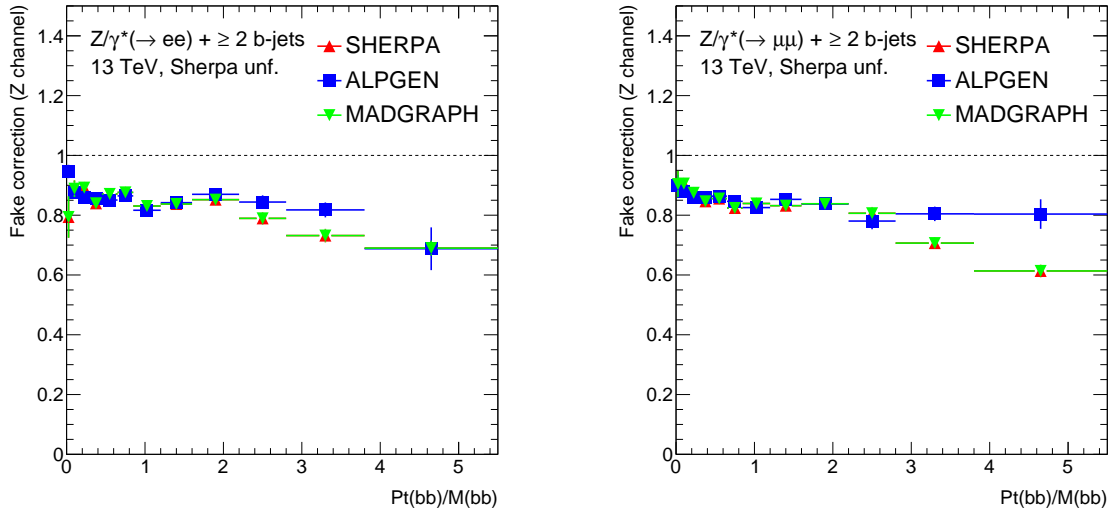 Fake correction (Z channel)
Z/γ*(→ ee) + ≥ 2 b-jets
13 TeV, Sherpa unf.
SHERPA
ALPGEN
MADGRAPH
1.4
1.2
1
0.8
0.6
0.4
0.2
0
0 1 2 3 4 5
Pt(bb)/M(bb)
Fake correction (Z channel)
Z/γ*(→ μμ) + ≥ 2 b-jets
13 TeV, Sherpa unf.
SHERPA
ALPGEN
MADGRAPH
1.4
1.2
1
0.8
0.6
0.4
0.2
0
0 1 2 3 4 5
Pt(bb)/M(bb)